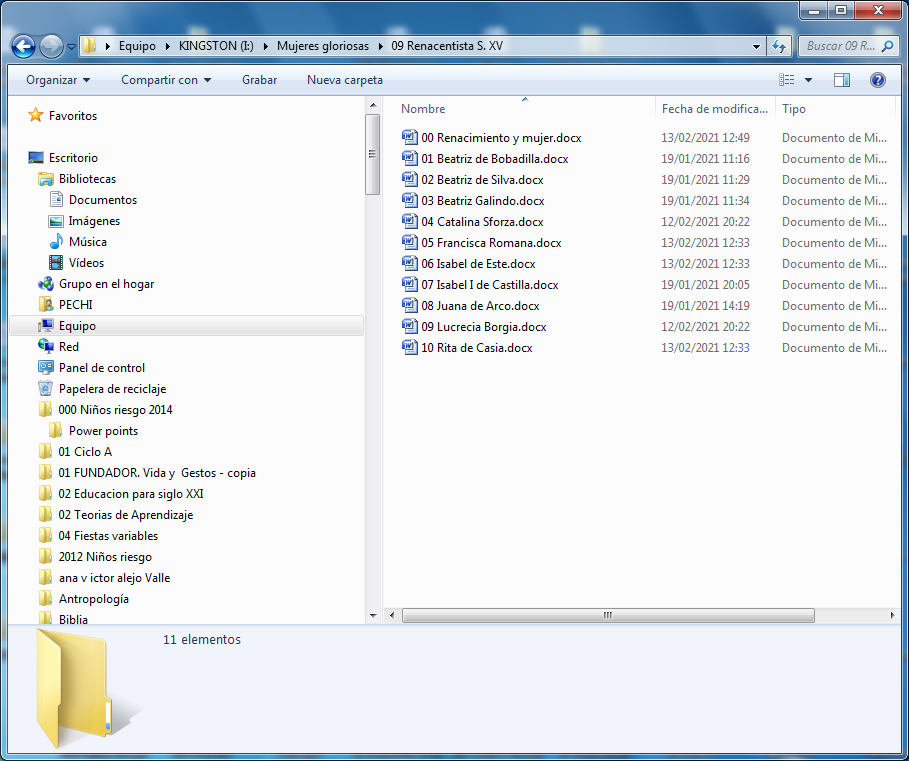 Equipo KINGSTON (I:) Mujeres gloriosas 09 Renacentista S. XV
Buscar 09 R...
Organizar Compartir con Grabar Nueva carpeta
Favoritos
Escritorio
Bibliotecas
Documentos
Imágenes
Música
Vídeos
Grupo en el hogar
PECHI
Equipo
Red
Panel de control
Papelera de reciclaje
000 Niños riesgo 2014
Power points
01 Ciclo A
01 FUNDADOR. Vida y  Gestos - copia
02 Educacion para siglo XXI
02 Teorias de Aprendizaje
04 Fiestas variables
2012 Niños riesgo
ana v ictor alejo Valle
Antropología
Biblia
Nombre Fecha de modifica... Tipo
00 Renacimiento y mujer.docx 13/02/2021 12:49 Documento de Mi...
01 Beatriz de Bobadilla.docx 19/01/2021 11:16 Documento de Mi...
02 Beatriz de Silva.docx 19/01/2021 11:29 Documento de Mi...
03 Beatriz Galindo.docx 19/01/2021 11:34 Documento de Mi...
04 Catalina Sforza.docx 12/02/2021 20:22 Documento de Mi...
05 Francisca Romana.docx 13/02/2021 12:33 Documento de Mi...
06 Isabel de Este.docx 13/02/2021 12:33 Documento de Mi...
07 Isabel I de Castilla.docx 19/01/2021 20:05 Documento de Mi...
08 Juana de Arco.docx 19/01/2021 14:19 Documento de Mi...
09 Lucrecia Borgia.docx 12/02/2021 20:22 Documento de Mi...
10 Rita de Casia.docx 13/02/2021 12:33 Documento de Mi...
11 elementos